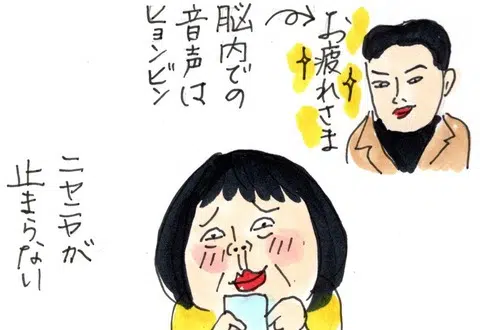 お疲れさま
脳内での
音声は
ヒョンビン
ニヤニヤが
止まらない